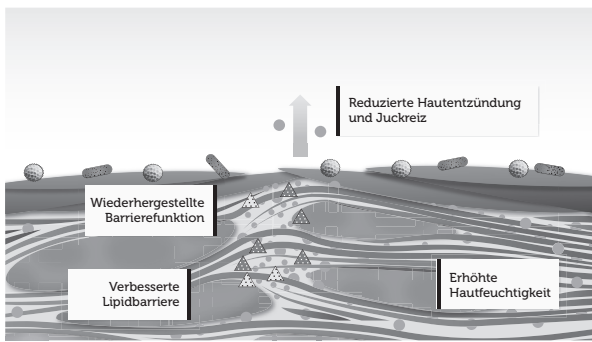 Reduzierte Hautentzündung
und Juckreiz
Wiederhergestellte
Barrierefunktion
Verbesserte
Lipidbarriere
Erhöhte
Hautfeuchtigkeit